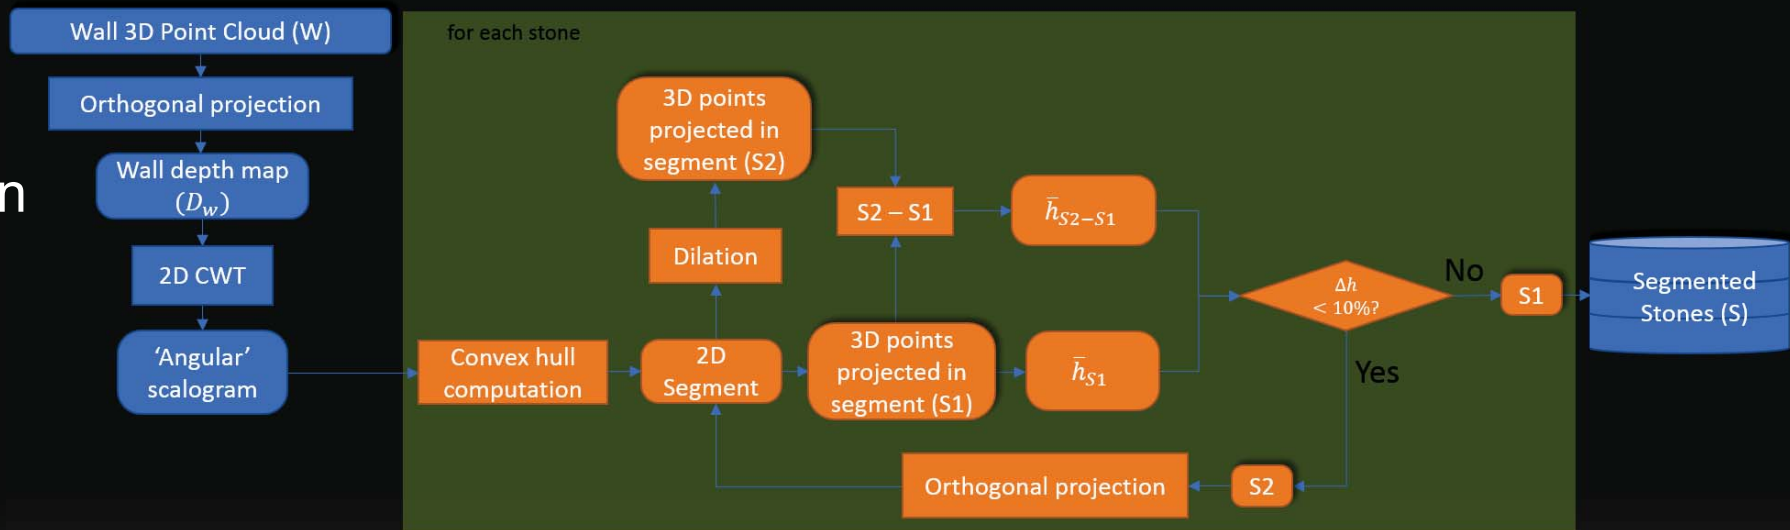 Wall 3D Point Cloud (W)
Orthogonal projection
Wall depth map
(D_w)
2D CWT
‘Angular’
scalogram
n
for each stone
Convex hull
computation
2D
Segment
Dilation
3D points
projected in
segment (S2)
3D points
projected in
segment (S1)
S2 – S1
h̄_S2−S1
h̄_S1
Δh
< 10%?
No
S1
Yes
S2
Orthogonal projection
Segmented
Stones (S)